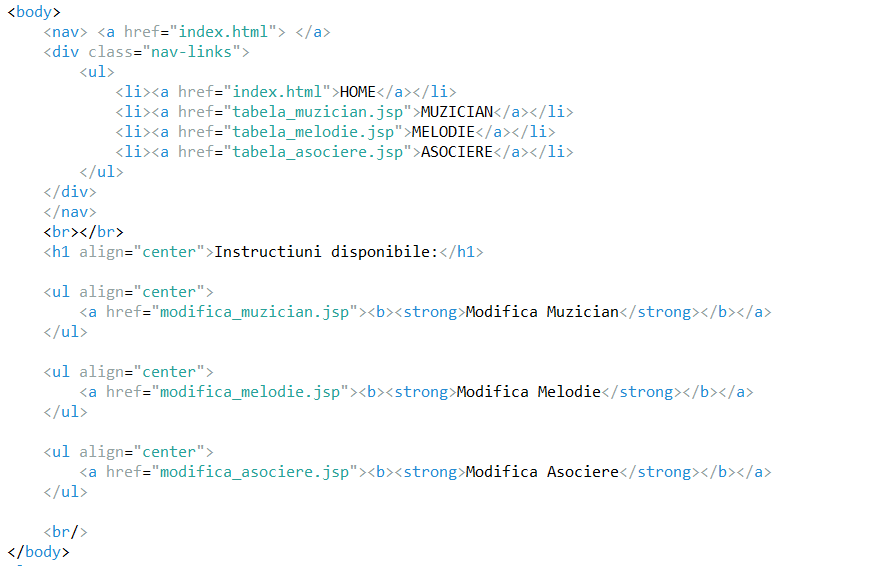 <body>
    <nav> <a href="index.html"> </a>
    <div class="nav-links">
        <ul>
            <li><a href="index.html">HOME</a></li>
            <li><a href="tabela_muzician.jsp">MUZICIAN</a></li>
            <li><a href="tabela_melodie.jsp">MELODIE</a></li>
            <li><a href="tabela_asociere.jsp">ASOCIERE</a></li>
        </ul>
    </div>
    </nav>
    <br></br>
    <h1 align="center">Instructiuni disponibile:</h1>

    <ul align="center">
        <a href="modifica_muzician.jsp"><b><strong>Modifica Muzician</strong></b></a>
    </ul>

    <ul align="center">
        <a href="modifica_melodie.jsp"><b><strong>Modifica Melodie</strong></b></a>
    </ul>

    <ul align="center">
        <a href="modifica_asociere.jsp"><b><strong>Modifica Asociere</strong></b></a>
    </ul>

    <br/>
</body>